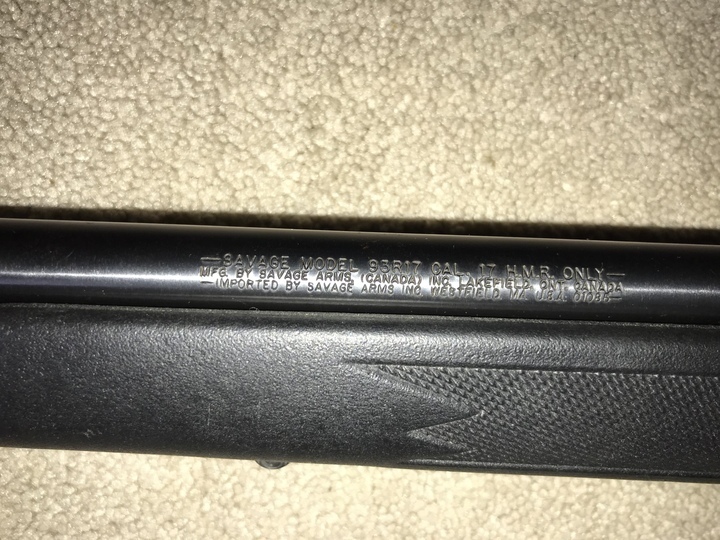 —SAVAGE MODEL 93R17 CAL. 17 H.M.R. ONLY—
MFG. BY SAVAGE ARMS (CANADA) INC. LAKEFIELD, ONT. CANADA
—(IMPORTED BY SAVAGE ARMS INC. WESTFIELD, MA. U.S.A. 01085)—